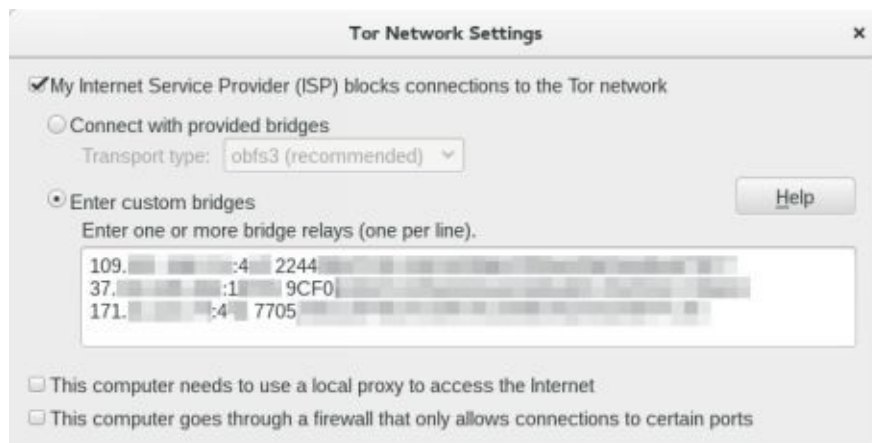 Tor Network Settings
My Internet Service Provider (ISP) blocks connections to the Tor network
Connect with provided bridges
Transport type: obfs3 (recommended)
Enter custom bridges
Help
Enter one or more bridge relays (one per line).
109. :4 2244
37. :1 9CF0
171. :4 7705
This computer needs to use a local proxy to access the Internet
This computer goes through a firewall that only allows connections to certain ports